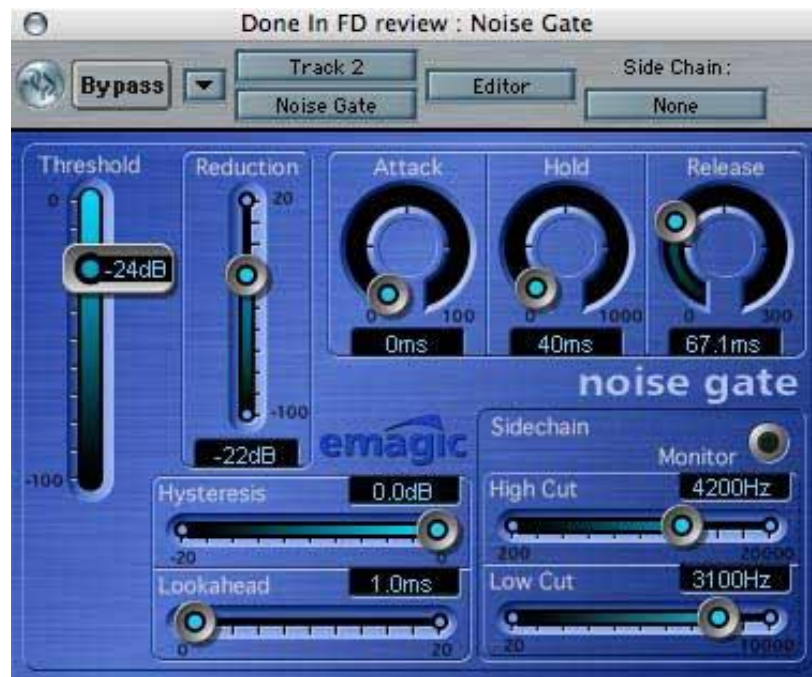 Done In FD review : Noise Gate
Bypass
Track 2
Noise Gate
Editor
Side Chain:
None
Threshold
0
-24dB
-100
Reduction
20
-100
-22dB
Attack
0 100
0ms
Hold
0 1000
40ms
Release
0 300
67.1ms
noise gate
emagic
Hysteresis 0.0dB
-20 0
Lookahead 1.0ms
0 20
Sidechain
Monitor
High Cut 4200Hz
200 20000
Low Cut 3100Hz
20 10000